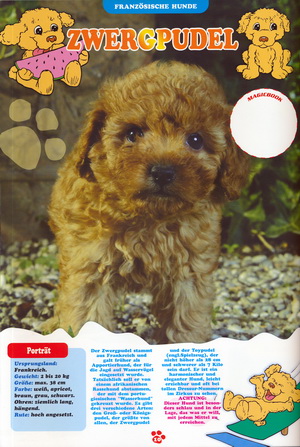 FRANZÖSISCHE HUNDE
ZWERGPUDEL
MAGICBOOK
Porträt
Ursprungsland:
Frankreich.
Gewicht: 2 bis 20 kg
Größe: max. 38 cm
Farbe: weiß, apricot,
braun, grau, schwarz.
Ohren: ziemlich lang,
hängend.
Rute: hoch angesetzt.
Der Zwergpudel stammt
aus Frankreich und
galt früher als
Apportierhund, der für
die Jagd auf Wasservögel
eingesetzt wurde.
Tatsächlich soll er von
einem afrikanischen
Rassehund abstammen,
der mit dem portu-
giesischen "Wasserhund"
gekreuzt wurde. Es gibt
drei verschiedene Arten:
den Groß- oder Königs-
pudel, der größte von
allen, der Zwergpudel
und der Toypudel
(engl.Spielzeug), der
nicht höher als 28 cm
und schwerer als 2 Kilo
sein darf. Er ist ein
harmonischer und
eleganter Hund, leicht
erziehbar und oft bei
tollen Dressur-Nummern
im Zirkus zu sehen.
ACHTUNG:
Dieser Hund ist beson-
ders schlau und in der
Lage, das was er will,
mit jedem Mittel zu
erreichen.